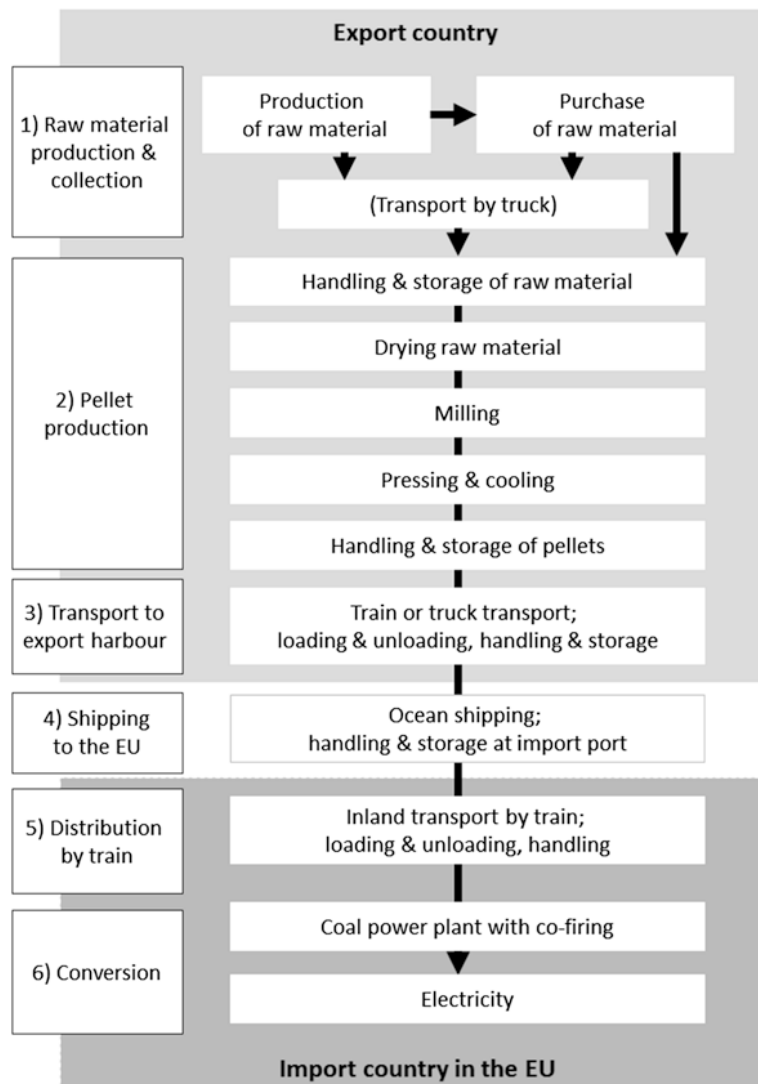 Export country
1) Raw material
production &
collection
Production
of raw material
Purchase
of raw material
(Transport by truck)
2) Pellet
production
Handling & storage of raw material
Drying raw material
Milling
Pressing & cooling
Handling & storage of pellets
3) Transport to
export harbour
Train or truck transport;
loading & unloading, handling & storage
4) Shipping
to the EU
Ocean shipping;
handling & storage at import port
5) Distribution
by train
Inland transport by train;
loading & unloading, handling
6) Conversion
Coal power plant with co-firing
Electricity
Import country in the EU